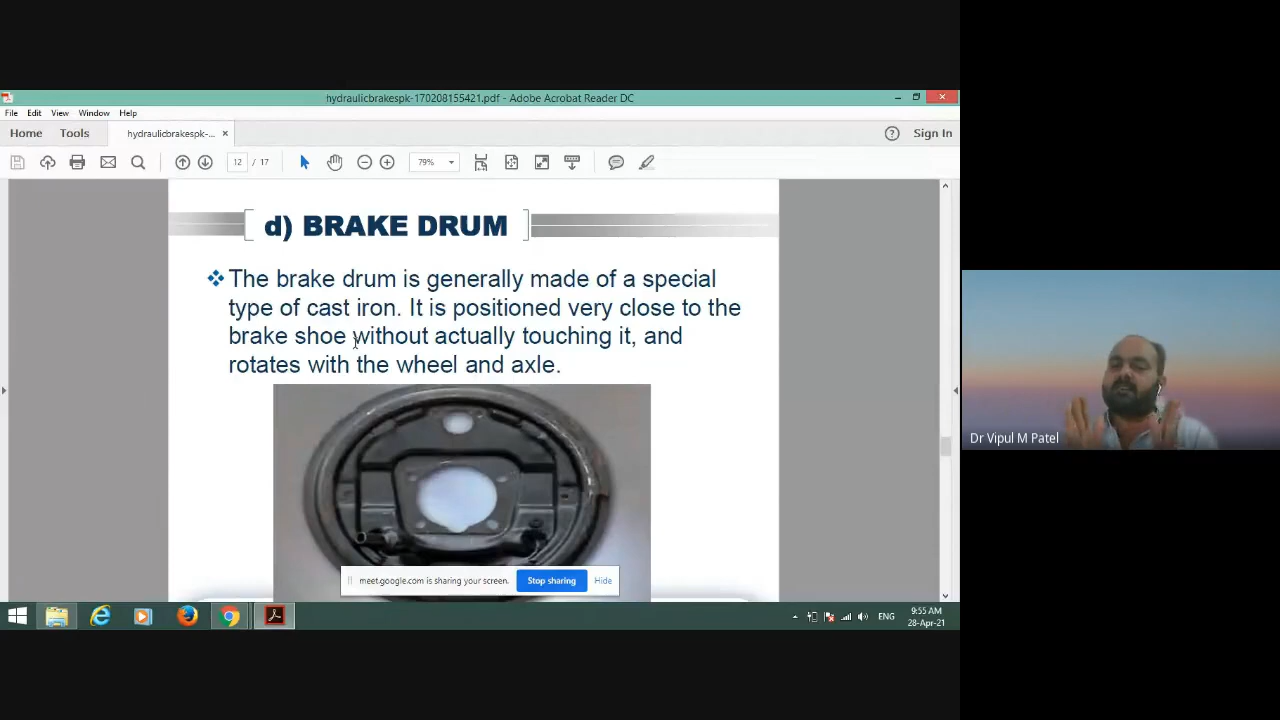 hydraulicbrakespk-170208155421.pdf - Adobe Acrobat Reader DC
File Edit View Window Help
Home Tools hydraulicbrakespk-... × Sign In
12 / 17 79%
d) BRAKE DRUM
The brake drum is generally made of a special
type of cast iron. It is positioned very close to the
brake shoe without actually touching it, and
rotates with the wheel and axle.
Dr Vipul M Patel
meet.google.com is sharing your screen. Stop sharing Hide
ENG 9:55 AM
28-Apr-21